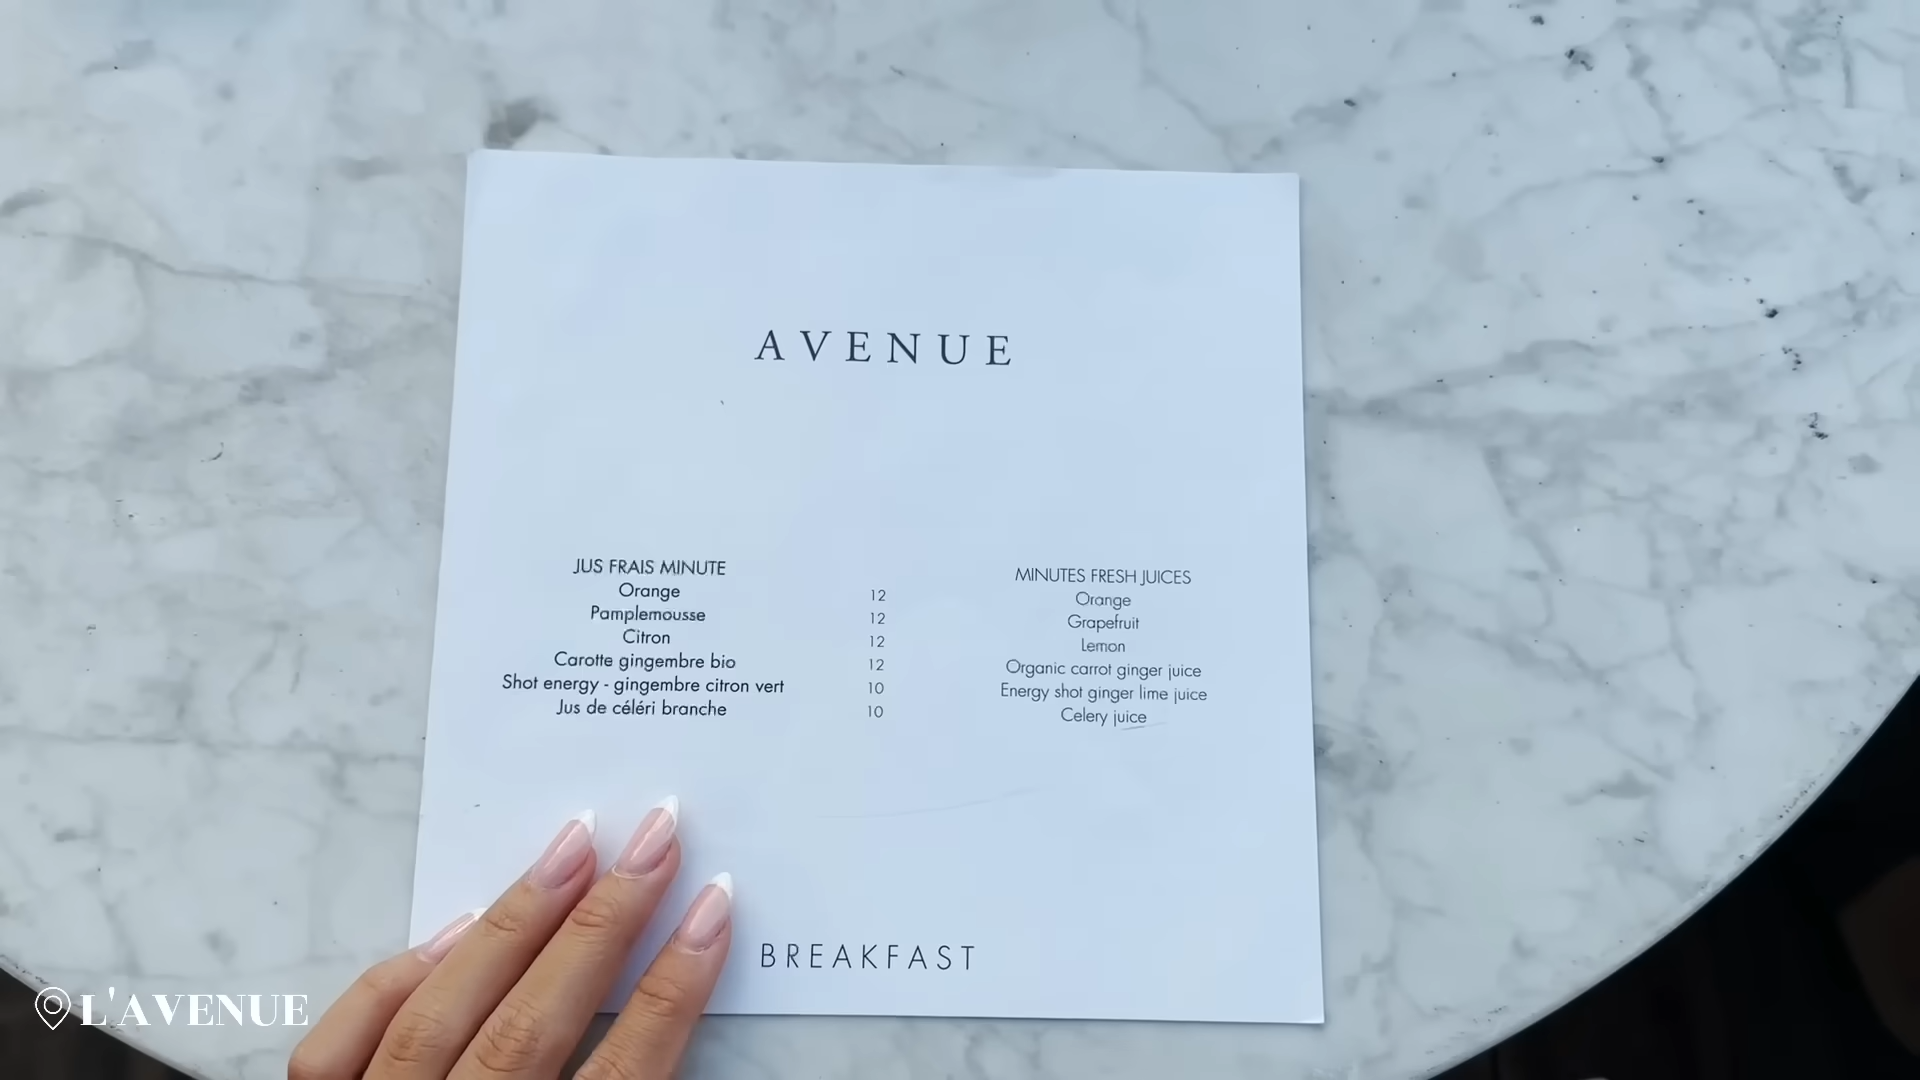 AVENUE
JUS FRAIS MINUTE
Orange 12
Pamplemousse 12
Citron 12
Carotte gingembre bio 12
Shot energy - gingembre citron vert 10
Jus de céléri branche 10
MINUTES FRESH JUICES
Orange
Grapefruit
Lemon
Organic carrot ginger juice
Energy shot ginger lime juice
Celery juice
BREAKFAST
L'AVENUE